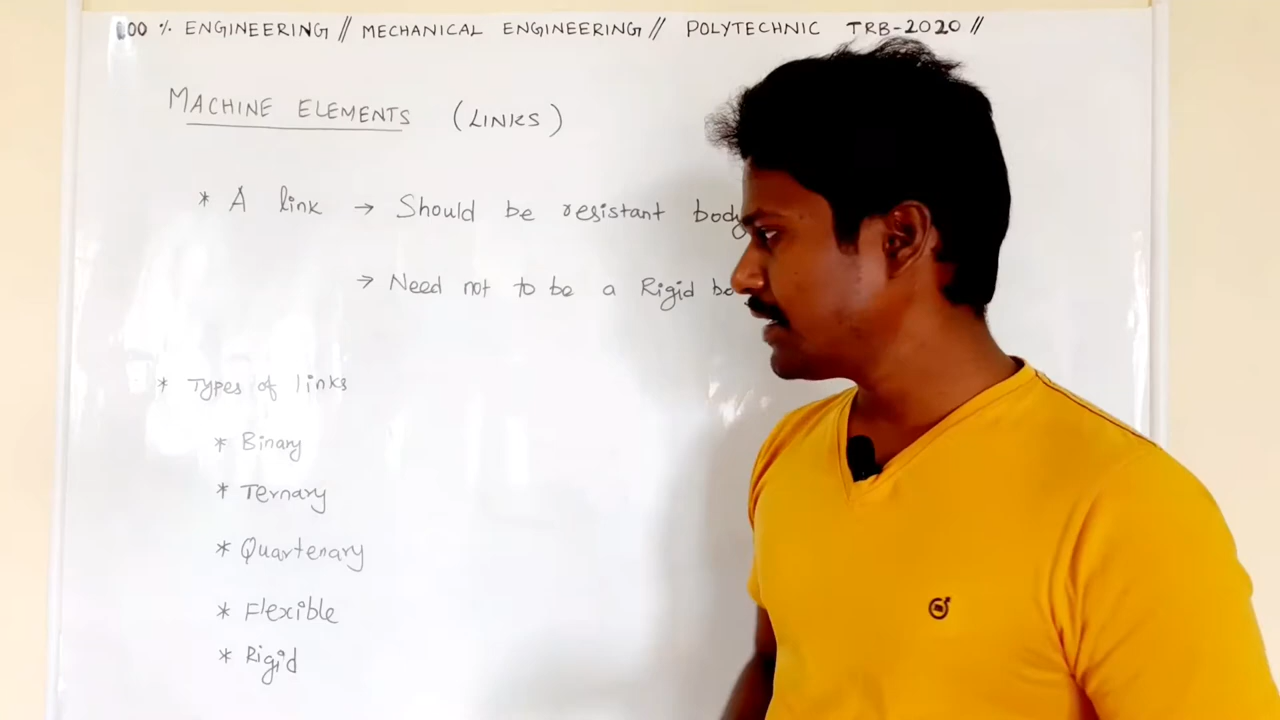 100 % ENGINEERING // MECHANICAL ENGINEERING // POLYTECHNIC TRB-2020 //
MACHINE ELEMENTS (LINKS)
* A link → Should be resistant body
→ Need not to be a Rigid
* Types of links
* Binary
* Ternary
* Quartenary
* Flexible
* Rigid